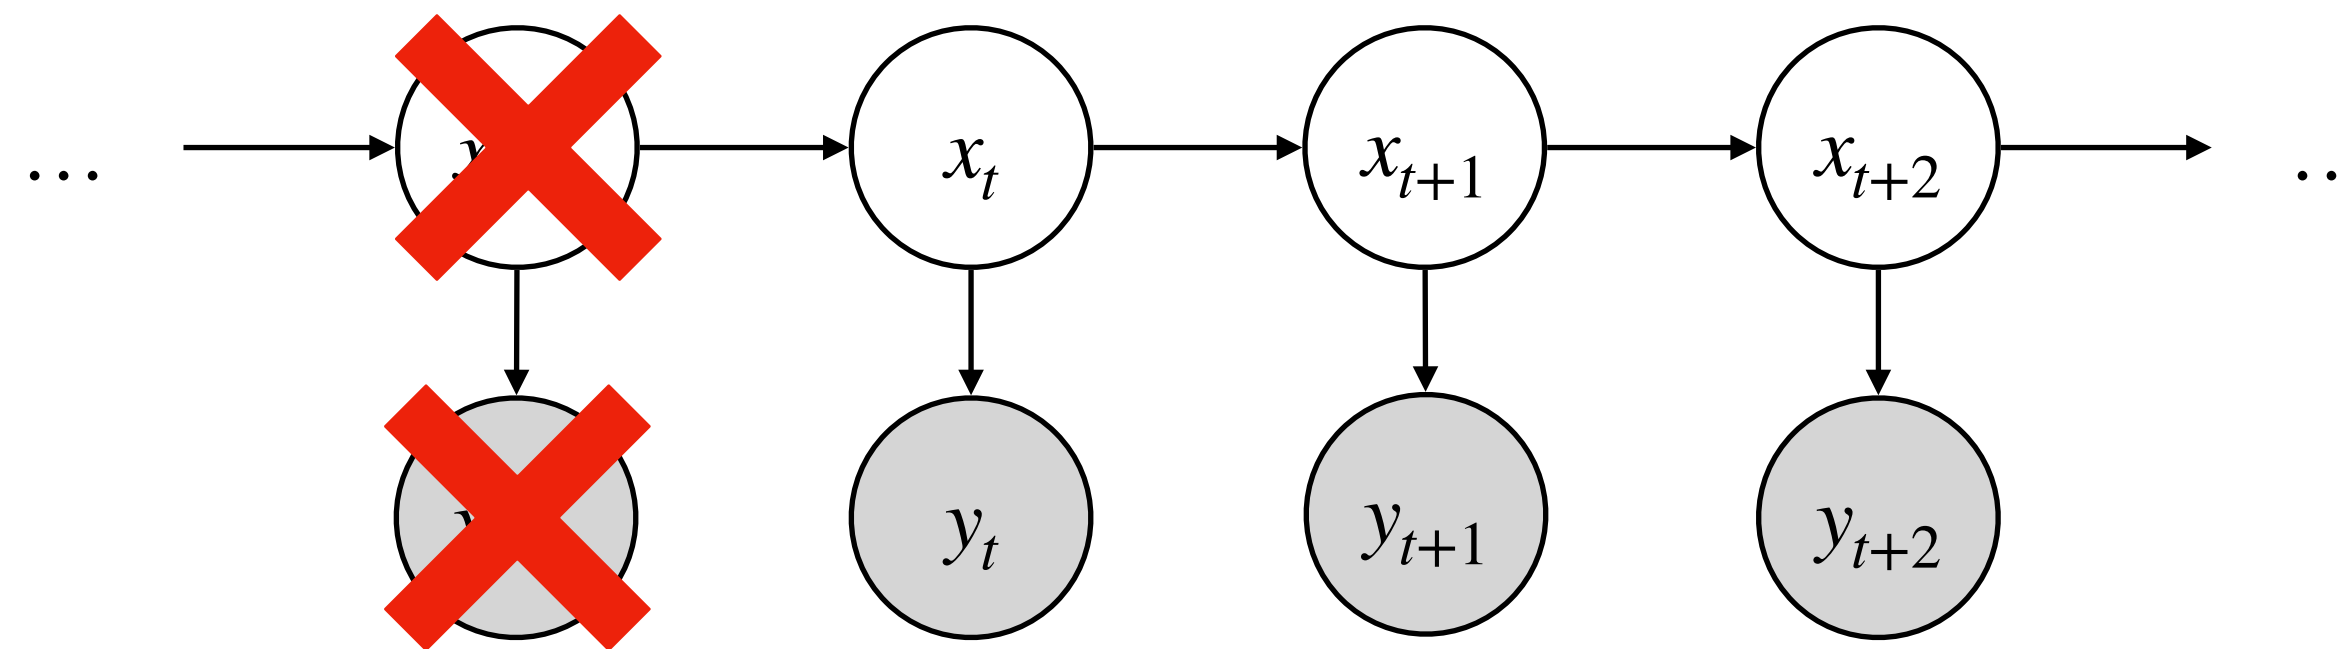 ... x_t x_{t+1} x_{t+2} ..
y_t y_{t+1} y_{t+2}